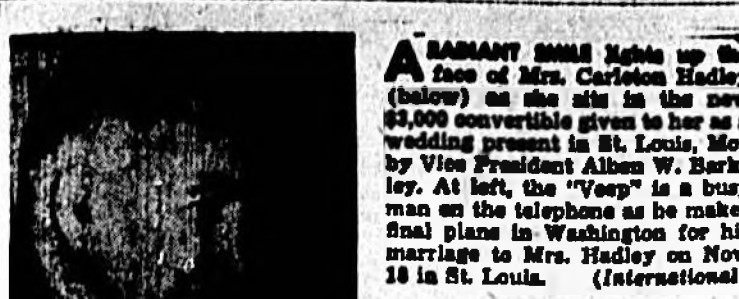 A RADIANT SMILE lights up the
face of Mrs. Carleton Hadley
(below) as she sits in the new
$3,000 convertible given to her as a
wedding present in St. Louis, Mo.
by Vice President Alben W. Bark
ley. At left, the "Veep" is a busy
man on the telephone as he makes
final plans in Washington for his
marriage to Mrs. Hadley on Nov
18 in St. Louis. (International